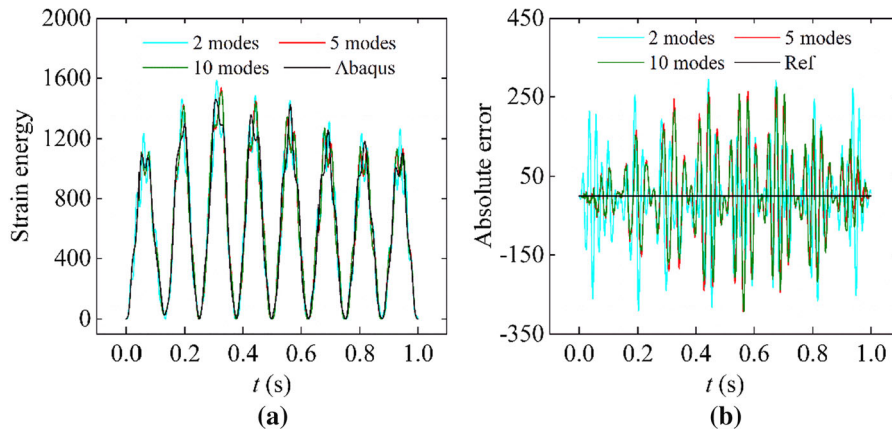 2000
1600
1200
800
400
0
Strain energy
2 modes
5 modes
10 modes
Λbaqus
0.0 0.2 0.4 0.6 0.8 1.0
t (s)
(a)
450
250
50
-150
-350
Absolute error
2 modes
5 modes
10 modes
Ref
0.0 0.2 0.4 0.6 0.8 1.0
t (s)
(b)